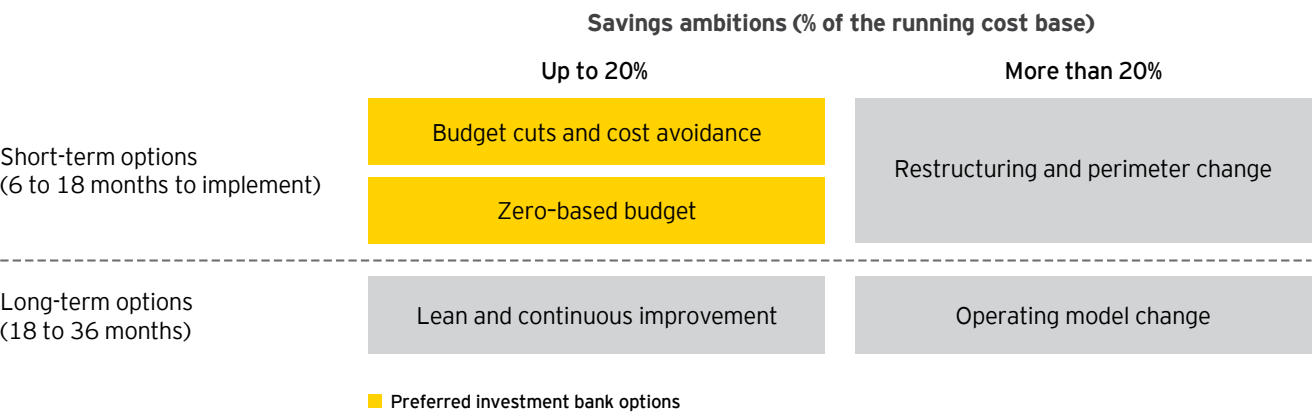 Savings ambitions (% of the running cost base)
Up to 20%
More than 20%
Short-term options
(6 to 18 months to implement)
Budget cuts and cost avoidance
Zero–based budget
Restructuring and perimeter change
Long-term options
(18 to 36 months)
Lean and continuous improvement
Operating model change
Preferred investment bank options